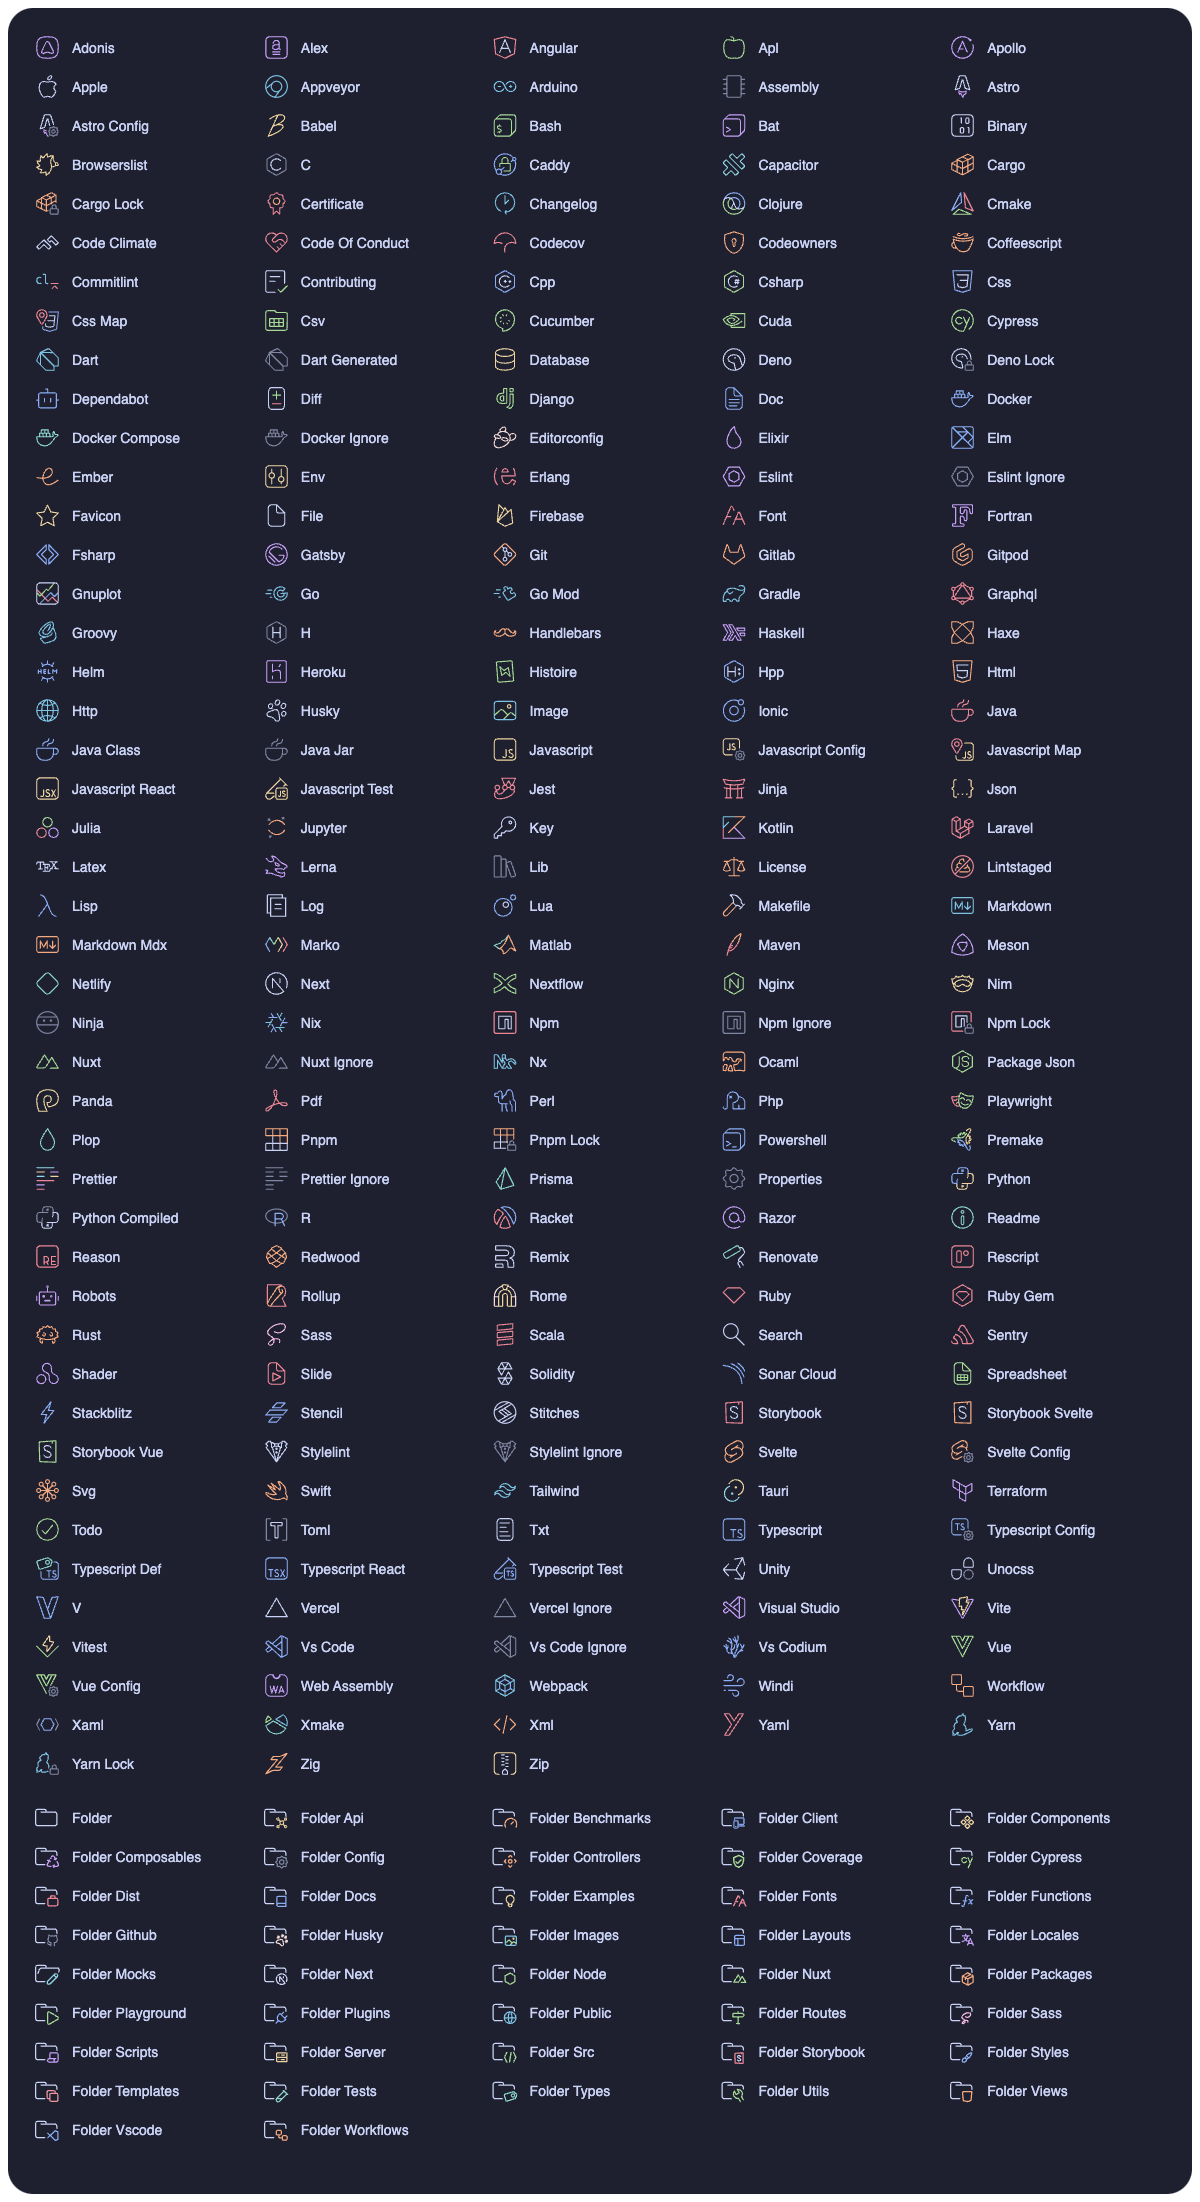 Adonis Alex Angular Apl Apollo
Apple Appveyor Arduino Assembly Astro
Astro Config Babel Bash Bat Binary
Browserslist C Caddy Capacitor Cargo
Cargo Lock Certificate Changelog Clojure Cmake
Code Climate Code Of Conduct Codecov Codeowners Coffeescript
Commitlint Contributing Cpp Csharp Css
Css Map Csv Cucumber Cuda Cypress
Dart Dart Generated Database Deno Deno Lock
Dependabot Diff Django Doc Docker
Docker Compose Docker Ignore Editorconfig Elixir Elm
Ember Env Erlang Eslint Eslint Ignore
Favicon File Firebase Font Fortran
Fsharp Gatsby Git Gitlab Gitpod
Gnuplot Go Go Mod Gradle Graphql
Groovy H Handlebars Haskell Haxe
Helm Heroku Histoire Hpp Html
Http Husky Image Ionic Java
Java Class Java Jar Javascript Javascript Config Javascript Map
Javascript React Javascript Test Jest Jinja Json
Julia Jupyter Key Kotlin Laravel
Latex Lerna Lib License Lintstaged
Lisp Log Lua Makefile Markdown
Markdown Mdx Marko Matlab Maven Meson
Netlify Next Nextflow Nginx Nim
Ninja Nix Npm Npm Ignore Npm Lock
Nuxt Nuxt Ignore Nx Ocaml Package Json
Panda Pdf Perl Php Playwright
Plop Pnpm Pnpm Lock Powershell Premake
Prettier Prettier Ignore Prisma Properties Python
Python Compiled R Racket Razor Readme
Reason Redwood Remix Renovate Rescript
Robots Rollup Rome Ruby Ruby Gem
Rust Sass Scala Search Sentry
Shader Slide Solidity Sonar Cloud Spreadsheet
Stackblitz Stencil Stitches Storybook Storybook Svelte
Storybook Vue Stylelint Stylelint Ignore Svelte Svelte Config
Svg Swift Tailwind Tauri Terraform
Todo Toml Txt Typescript Typescript Config
Typescript Def Typescript React Typescript Test Unity Unocss
V Vercel Vercel Ignore Visual Studio Vite
Vitest Vs Code Vs Code Ignore Vs Codium Vue
Vue Config Web Assembly Webpack Windi Workflow
Xaml Xmake Xml Yaml Yarn
Yarn Lock Zig Zip
Folder Folder Api Folder Benchmarks Folder Client Folder Components
Folder Composables Folder Config Folder Controllers Folder Coverage Folder Cypress
Folder Dist Folder Docs Folder Examples Folder Fonts Folder Functions
Folder Github Folder Husky Folder Images Folder Layouts Folder Locales
Folder Mocks Folder Next Folder Node Folder Nuxt Folder Packages
Folder Playground Folder Plugins Folder Public Folder Routes Folder Sass
Folder Scripts Folder Server Folder Src Folder Storybook Folder Styles
Folder Templates Folder Tests Folder Types Folder Utils Folder Views
Folder Vscode Folder Workflows